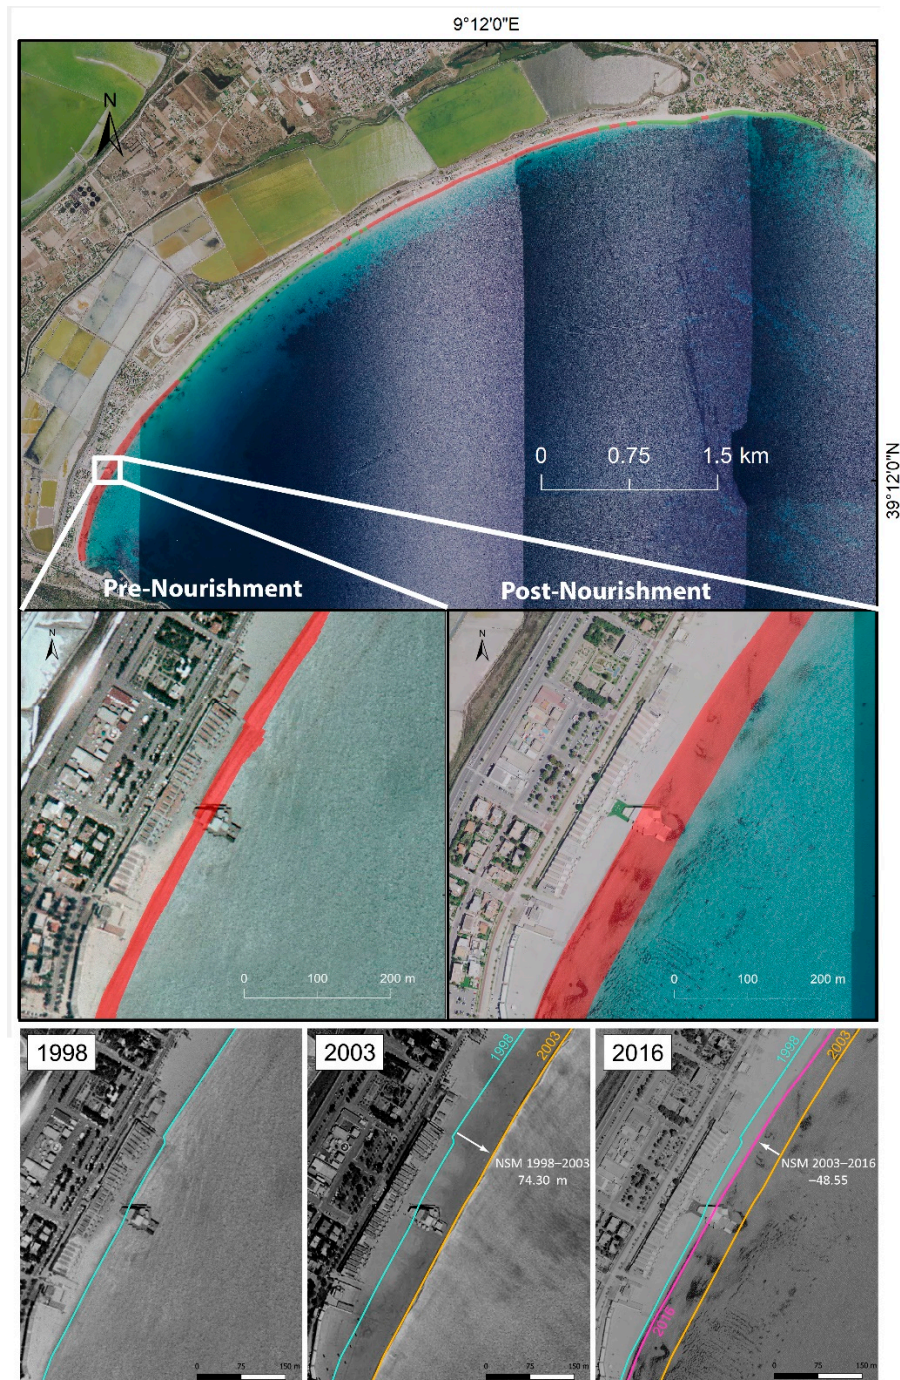 9°12'0"E
N
39°12'0"N
0 0.75 1.5 km
Pre-Nourishment
Post-Nourishment
N
N
0 100 200 m
0 100 200 m
1998
2003
1998
2003
NSM 1998–2003
74.30 m
2016
1998
2003
NSM 2003–2016
–48.55
2016
0 75 150 m
0 75 150 m
0 75 150 m